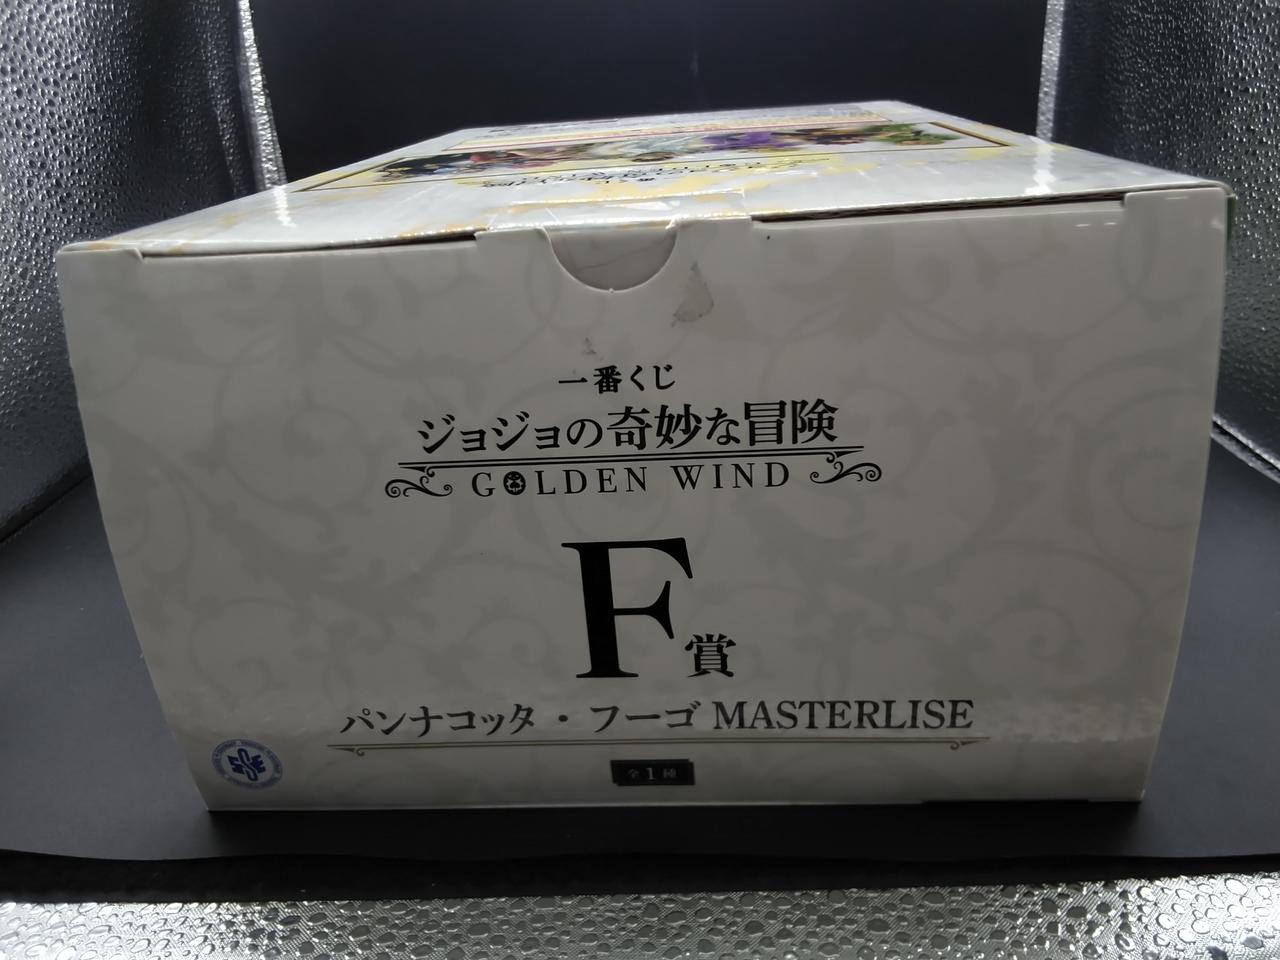 一番くじ
ジョジョの奇妙な冒険
GOLDEN WIND
F賞
パンナコッタ・フーゴ MASTERLISE
全1種